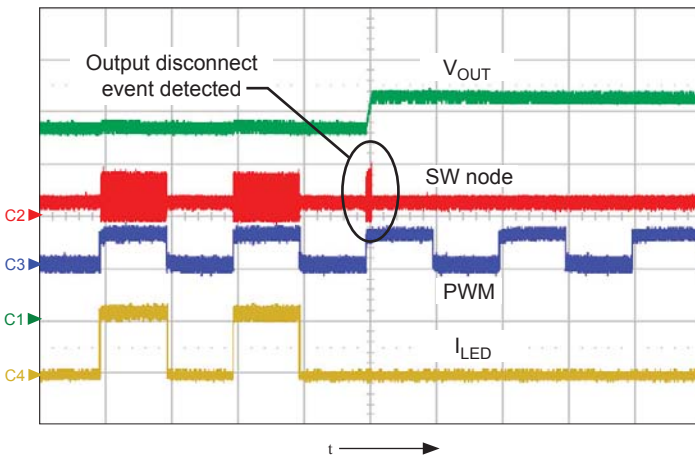 Output disconnect
event detected
VOUT
SW node
C2
C3
PWM
C1
ILED
C4
t